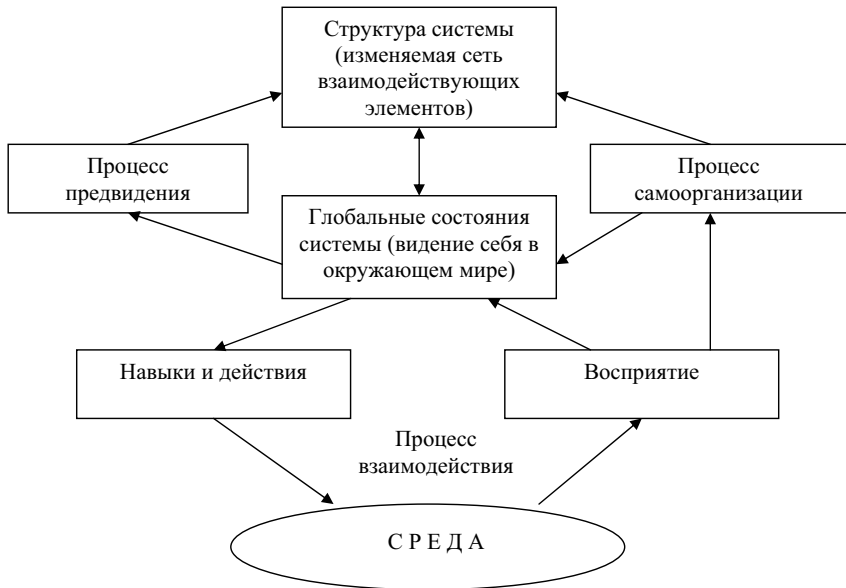 Структура системы
(изменяемая сеть
взаимодействующих
элементов)
Процесс
предвидения
Процесс
самоорганизации
Глобальные состояния
системы (видение себя в
окружающем мире)
Навыки и действия
Восприятие
Процесс
взаимодействия
С Р Е Д А